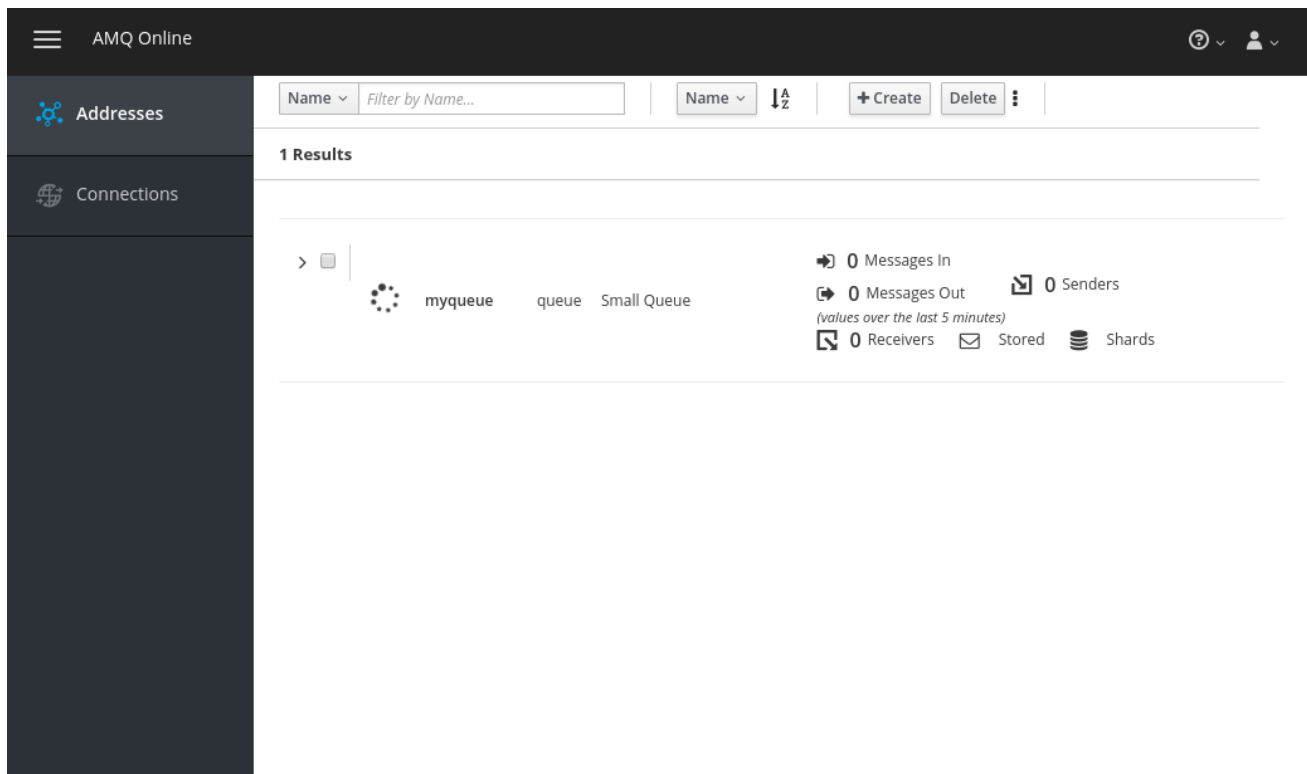 AMQ Online
Addresses
Connections
Name Filter by Name... Name A Z + Create Delete
1 Results
myqueue queue Small Queue
0 Messages In
0 Messages Out
0 Senders
(values over the last 5 minutes)
0 Receivers Stored Shards